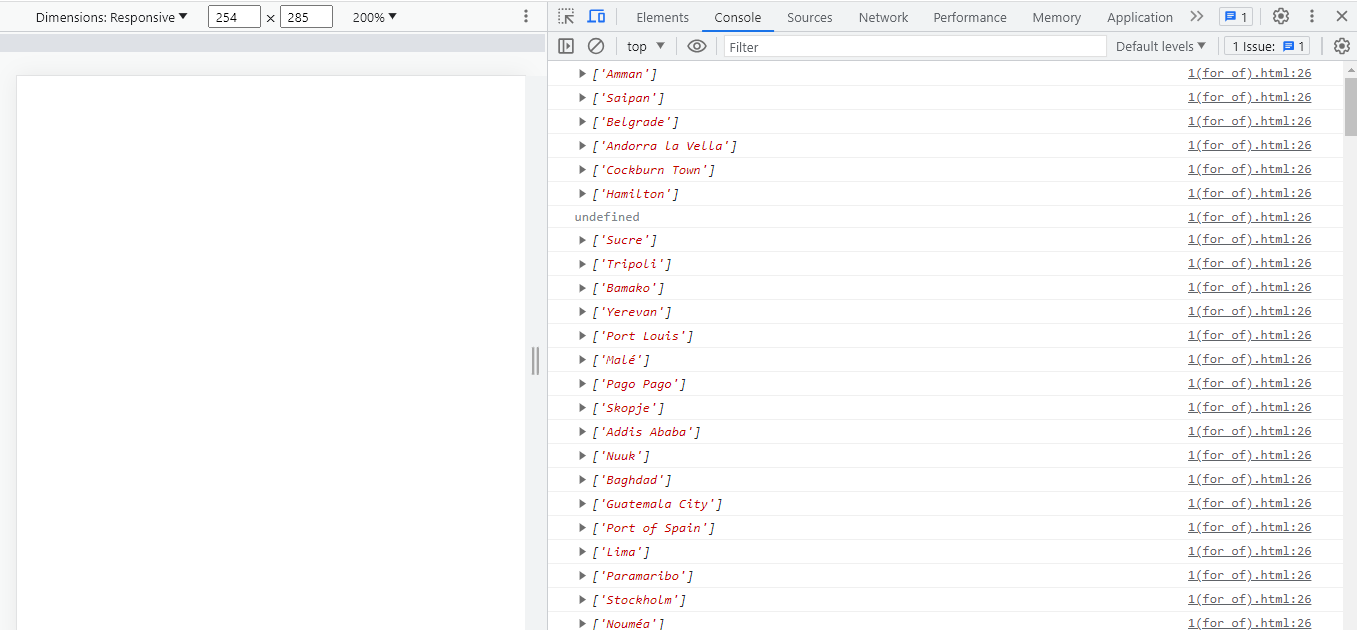 Dimensions: Responsive ▼ 254 × 285 200% ▼
Elements Console Sources Network Performance Memory Application 1
top ▼ Filter Default levels ▼ 1 Issue: 1
['Amman'] 1(for of).html:26
['Saipan'] 1(for of).html:26
['Belgrade'] 1(for of).html:26
['Andorra la Vella'] 1(for of).html:26
['Cockburn Town'] 1(for of).html:26
['Hamilton'] 1(for of).html:26
undefined 1(for of).html:26
['Sucre'] 1(for of).html:26
['Tripoli'] 1(for of).html:26
['Bamako'] 1(for of).html:26
['Yerevan'] 1(for of).html:26
['Port Louis'] 1(for of).html:26
['Malé'] 1(for of).html:26
['Pago Pago'] 1(for of).html:26
['Skopje'] 1(for of).html:26
['Addis Ababa'] 1(for of).html:26
['Nuuk'] 1(for of).html:26
['Baghdad'] 1(for of).html:26
['Guatemala City'] 1(for of).html:26
['Port of Spain'] 1(for of).html:26
['Lima'] 1(for of).html:26
['Paramaribo'] 1(for of).html:26
['Stockholm'] 1(for of).html:26
['Nouméa'] 1(for of).html:26